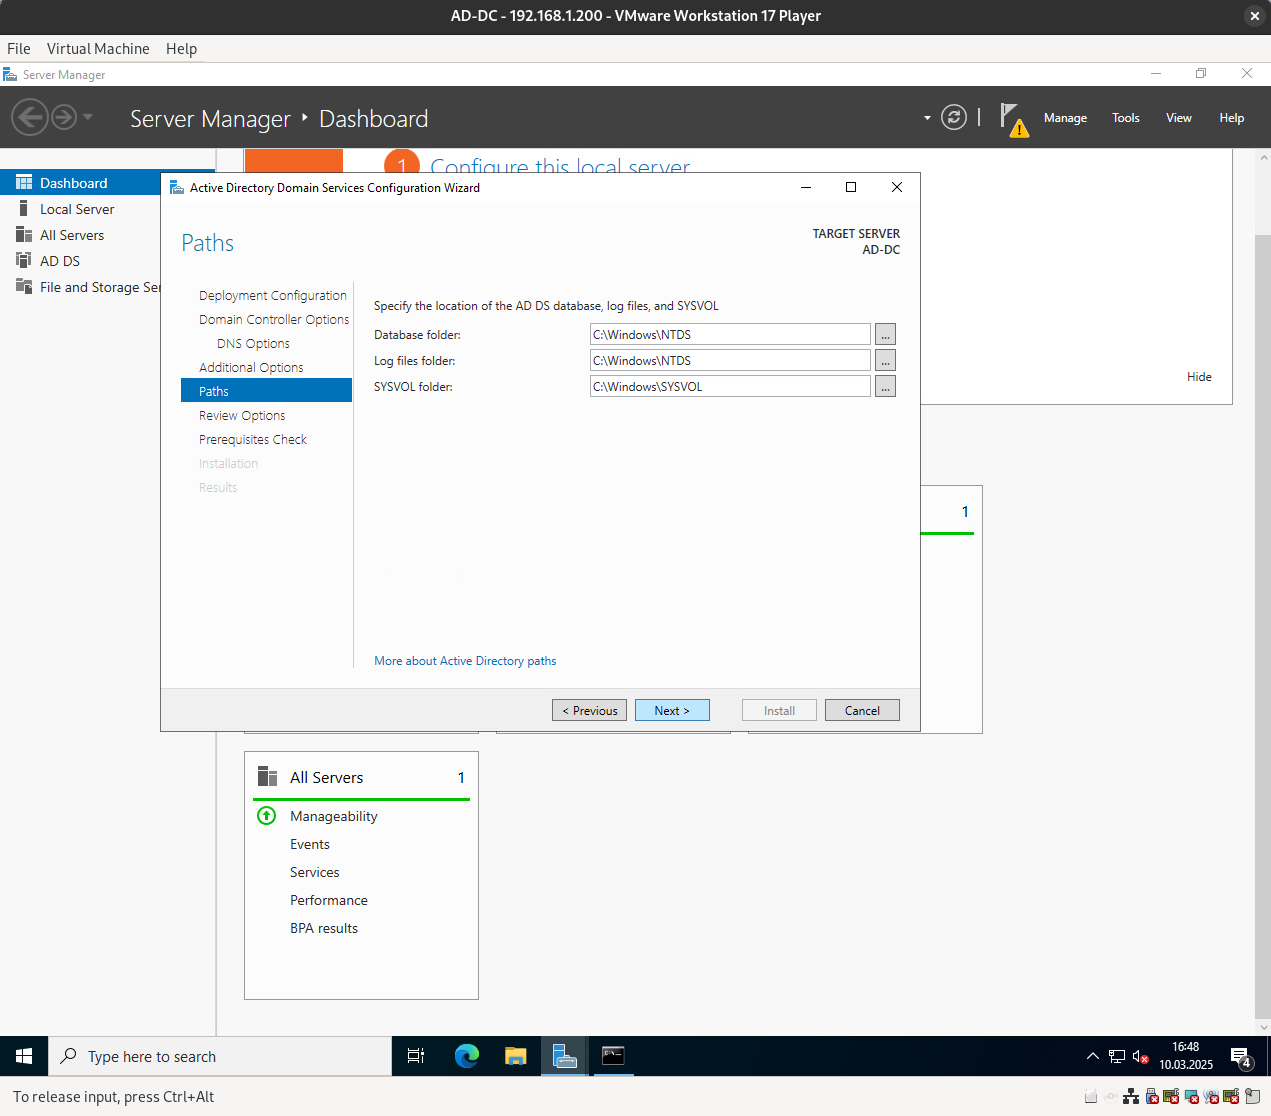 AD-DC - 192.168.1.200 - VMware Workstation 17 Player
File Virtual Machine Help
Server Manager
Server Manager Dashboard
Manage Tools View Help
1 Configure this local server
Dashboard
Local Server
All Servers
AD DS
File and Storage Ser
Active Directory Domain Services Configuration Wizard
Paths
TARGET SERVER
AD-DC
Deployment Configuration
Domain Controller Options
DNS Options
Additional Options
Paths
Review Options
Prerequisites Check
Installation
Results
Specify the location of the AD DS database, log files, and SYSVOL
Database folder: C:\Windows\NTDS ...
Log files folder: C:\Windows\NTDS ...
SYSVOL folder: C:\Windows\SYSVOL ...
More about Active Directory paths
< Previous Next > Install Cancel
Hide
1
All Servers 1
Manageability
Events
Services
Performance
BPA results
Type here to search
16:48
10.03.2025
4
To release input, press Ctrl+Alt